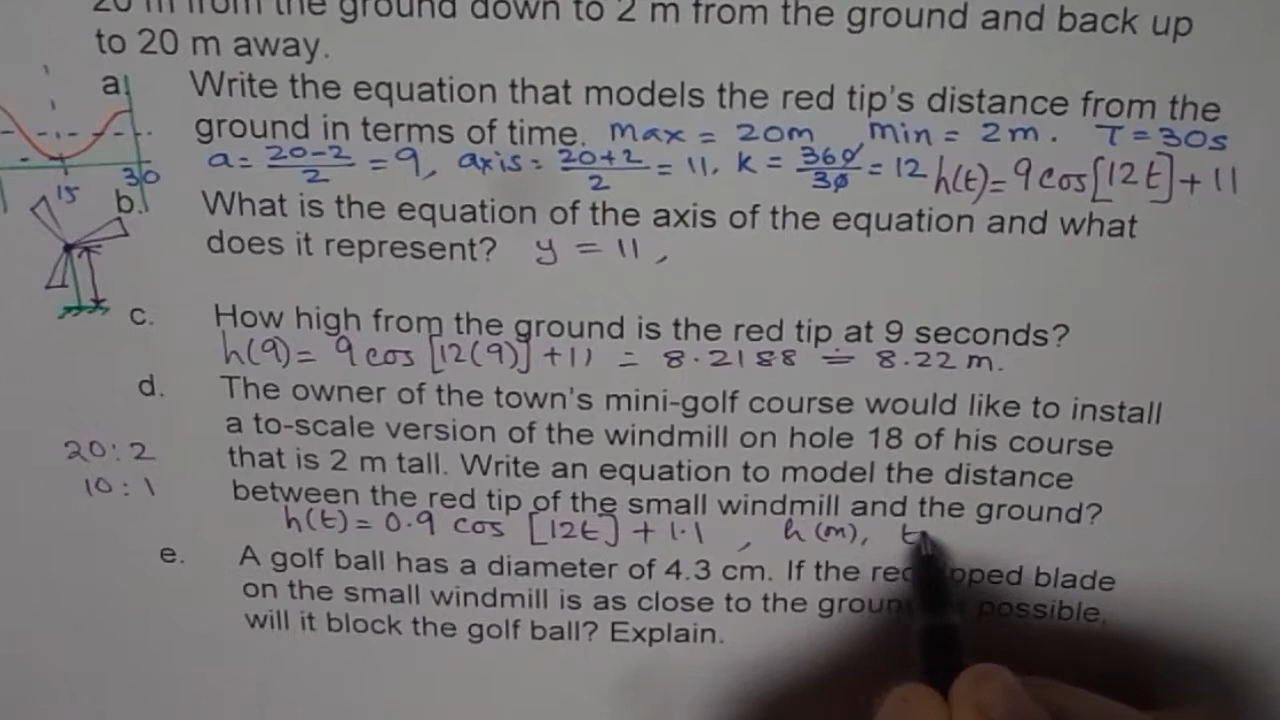 20 m from the ground down to 2 m from the ground and back up
to 20 m away.
a. Write the equation that models the red tip's distance from the
ground in terms of time. max = 20m min = 2m. T = 30s
a = 20-2/2 = 9, axis = 20+2/2 = 11, k = 360/30 = 12 h(t) = 9 cos[12t] + 11
15 30
b. What is the equation of the axis of the equation and what
does it represent? y = 11,
c. How high from the ground is the red tip at 9 seconds?
h(9) = 9 cos [12(9)] + 11 = 8.2188 ≐ 8.22 m.
d. The owner of the town's mini-golf course would like to install
a to-scale version of the windmill on hole 18 of his course
20:2 that is 2 m tall. Write an equation to model the distance
10:1 between the red tip of the small windmill and the ground?
h(t) = 0.9 cos [12t] + 1.1 , h (m), t
e. A golf ball has a diameter of 4.3 cm. If the blade
on the small windmill is as close to the possible,
will it block the golf ball? Explain.